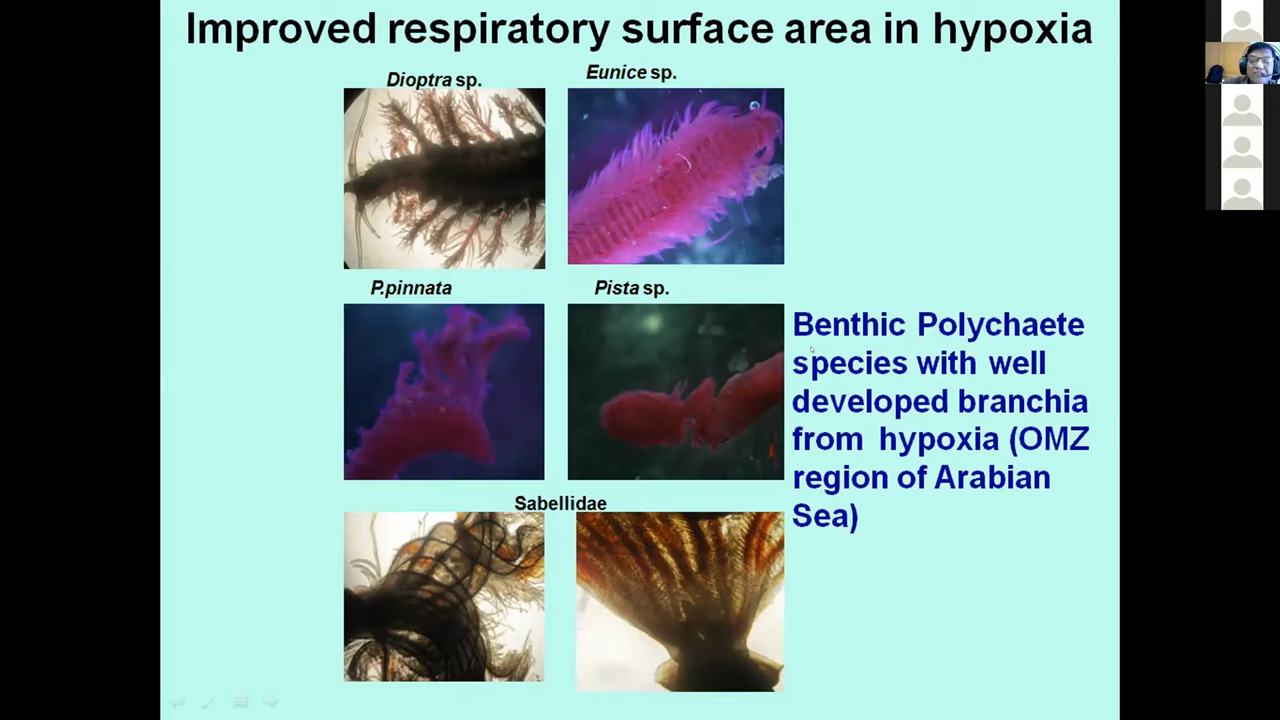 Improved respiratory surface area in hypoxia
Dioptra sp.
Eunice sp.
P.pinnata
Pista sp.
Benthic Polychaete
species with well
developed branchia
from hypoxia (OMZ
region of Arabian
Sea)
Sabellidae